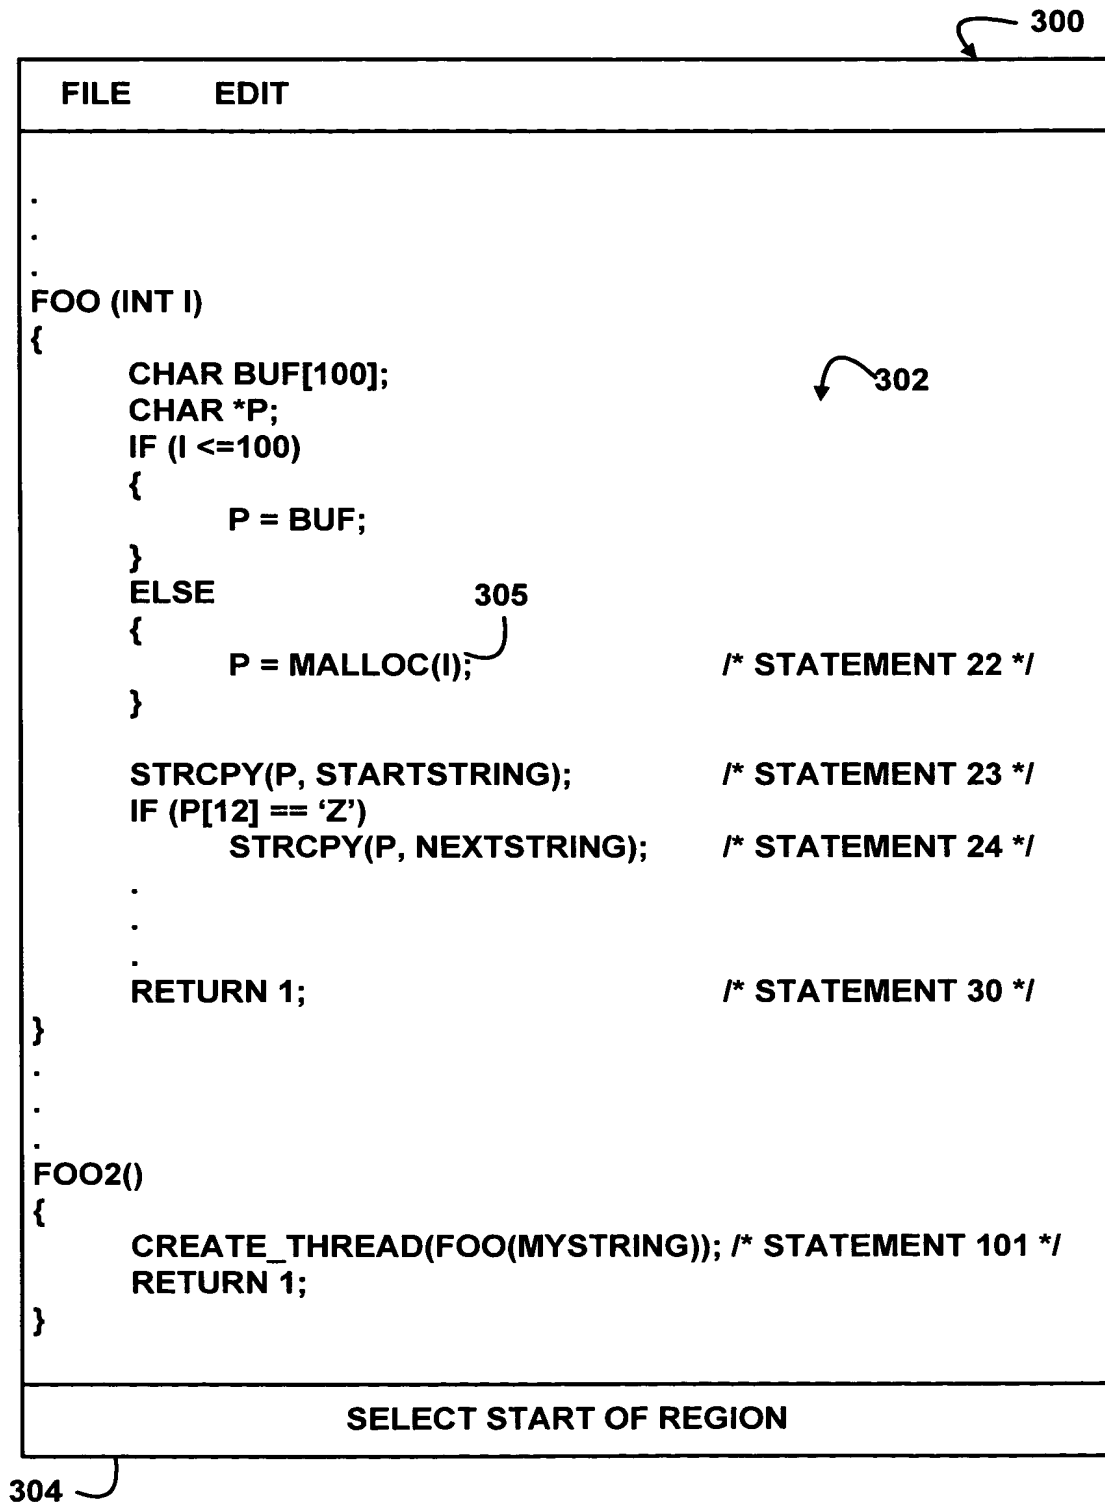 300
FILE EDIT
.
.
.
FOO (INT I)
{
CHAR BUF[100];
302
CHAR *P;
IF (I <=100)
{
P = BUF;
}
ELSE
305
{
P = MALLOC(I); /* STATEMENT 22 */
}
STRCPY(P, STARTSTRING); /* STATEMENT 23 */
IF (P[12] == ‘Z’)
STRCPY(P, NEXTSTRING); /* STATEMENT 24 */
.
.
.
RETURN 1; /* STATEMENT 30 */
}
.
.
.
FOO2()
{
CREATE_THREAD(FOO(MYSTRING)); /* STATEMENT 101 */
RETURN 1;
}
SELECT START OF REGION
304